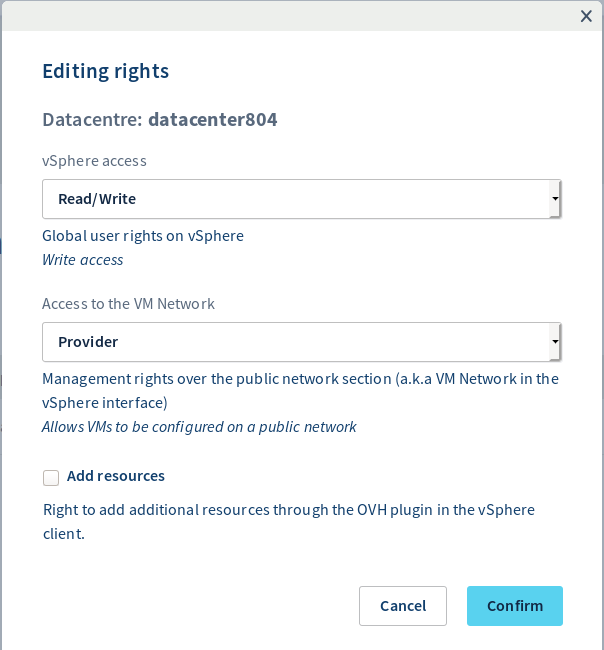 Editing rights
Datacentre: datacenter804
vSphere access
Read/Write
Global user rights on vSphere
Write access
Access to the VM Network
Provider
Management rights over the public network section (a.k.a VM Network in the
vSphere interface)
Allows VMs to be configured on a public network
Add resources
Right to add additional resources through the OVH plugin in the vSphere
client.
Cancel Confirm